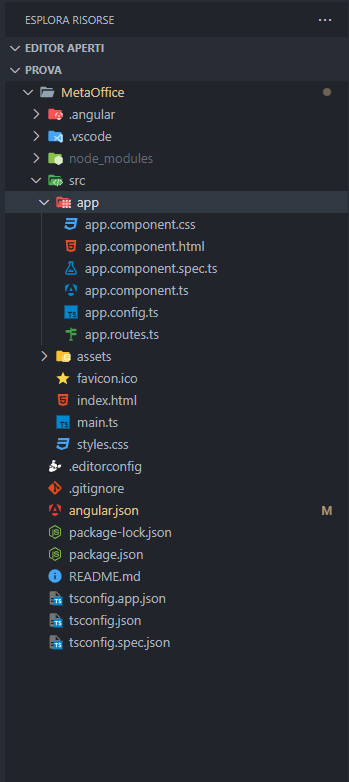 ESPLORA RISORSE ...
EDITOR APERTI
PROVA
MetaOffice
.angular
.vscode
node_modules
src
app
app.component.css
app.component.html
app.component.spec.ts
app.component.ts
app.config.ts
app.routes.ts
assets
favicon.ico
index.html
main.ts
styles.css
.editorconfig
.gitignore
angular.json M
package-lock.json
package.json
README.md
tsconfig.app.json
tsconfig.json
tsconfig.spec.json